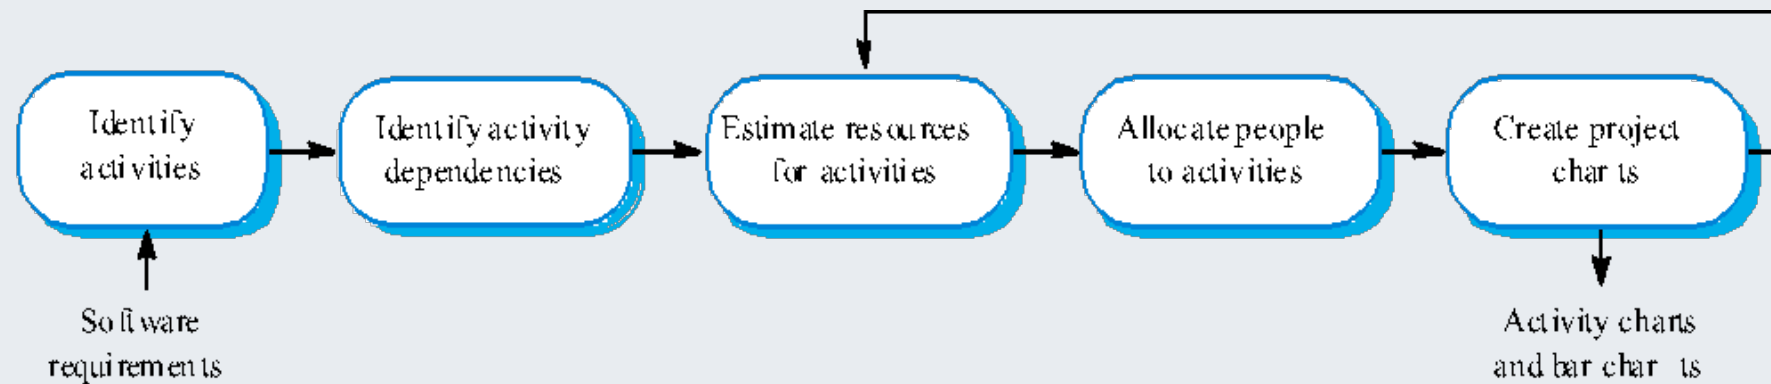 Identify
activities
Identify activity
dependencies
Estimate resources
for activities
Allocate people
to activities
Create project
charts
Software
requirements
Activity charts
and bar charts